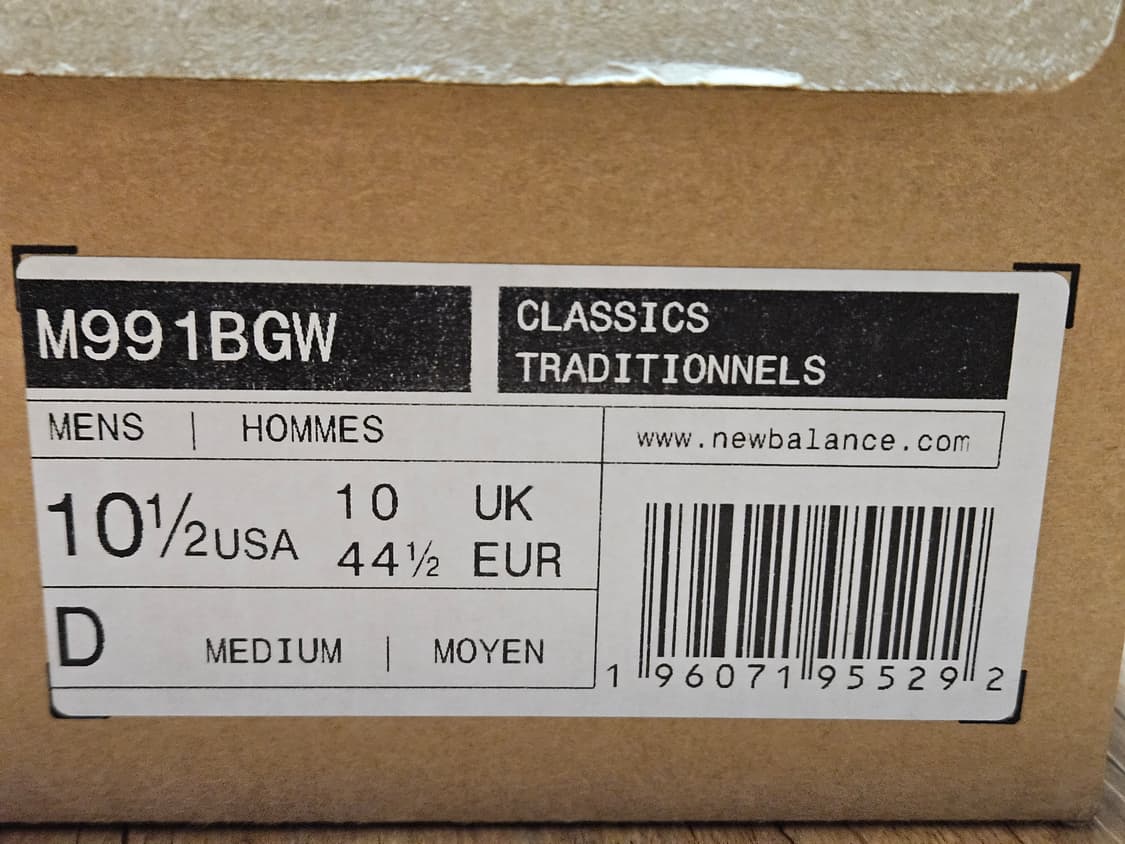 M991BGW
CLASSICS
TRADITIONNELS
MENS | HOMMES
www.newbalance.com
10½USA
10 UK
44½ EUR
D MEDIUM | MOYEN
1 96071 95529 2